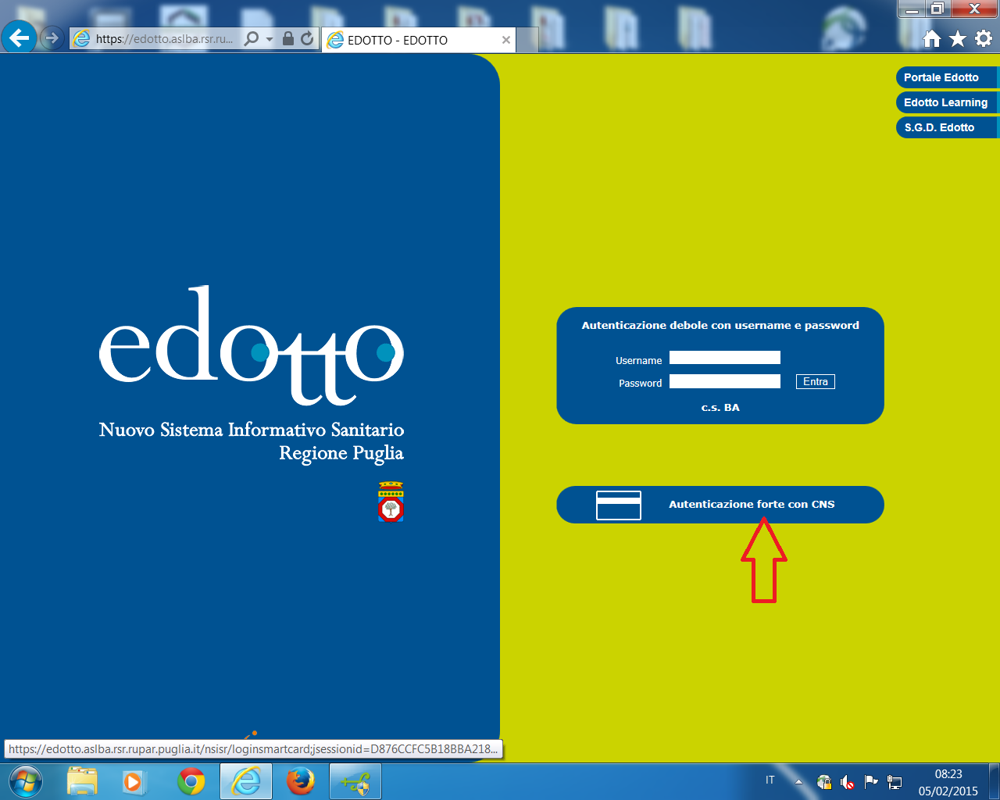 https://edotto.aslba.rsr.ru...
EDOTTO - EDOTTO
Portale Edotto
Edotto Learning
S.G.D. Edotto
edotto
Nuovo Sistema Informativo Sanitario
Regione Puglia
Autenticazione debole con username e password
Username
Password
Entra
c.s. BA
Autenticazione forte con CNS
https://edotto.aslba.rsr.rupar.puglia.it/nsisr/loginsmartcard;jsessionid=D876CCFC5B18BBA218...
IT
08:23
05/02/2015